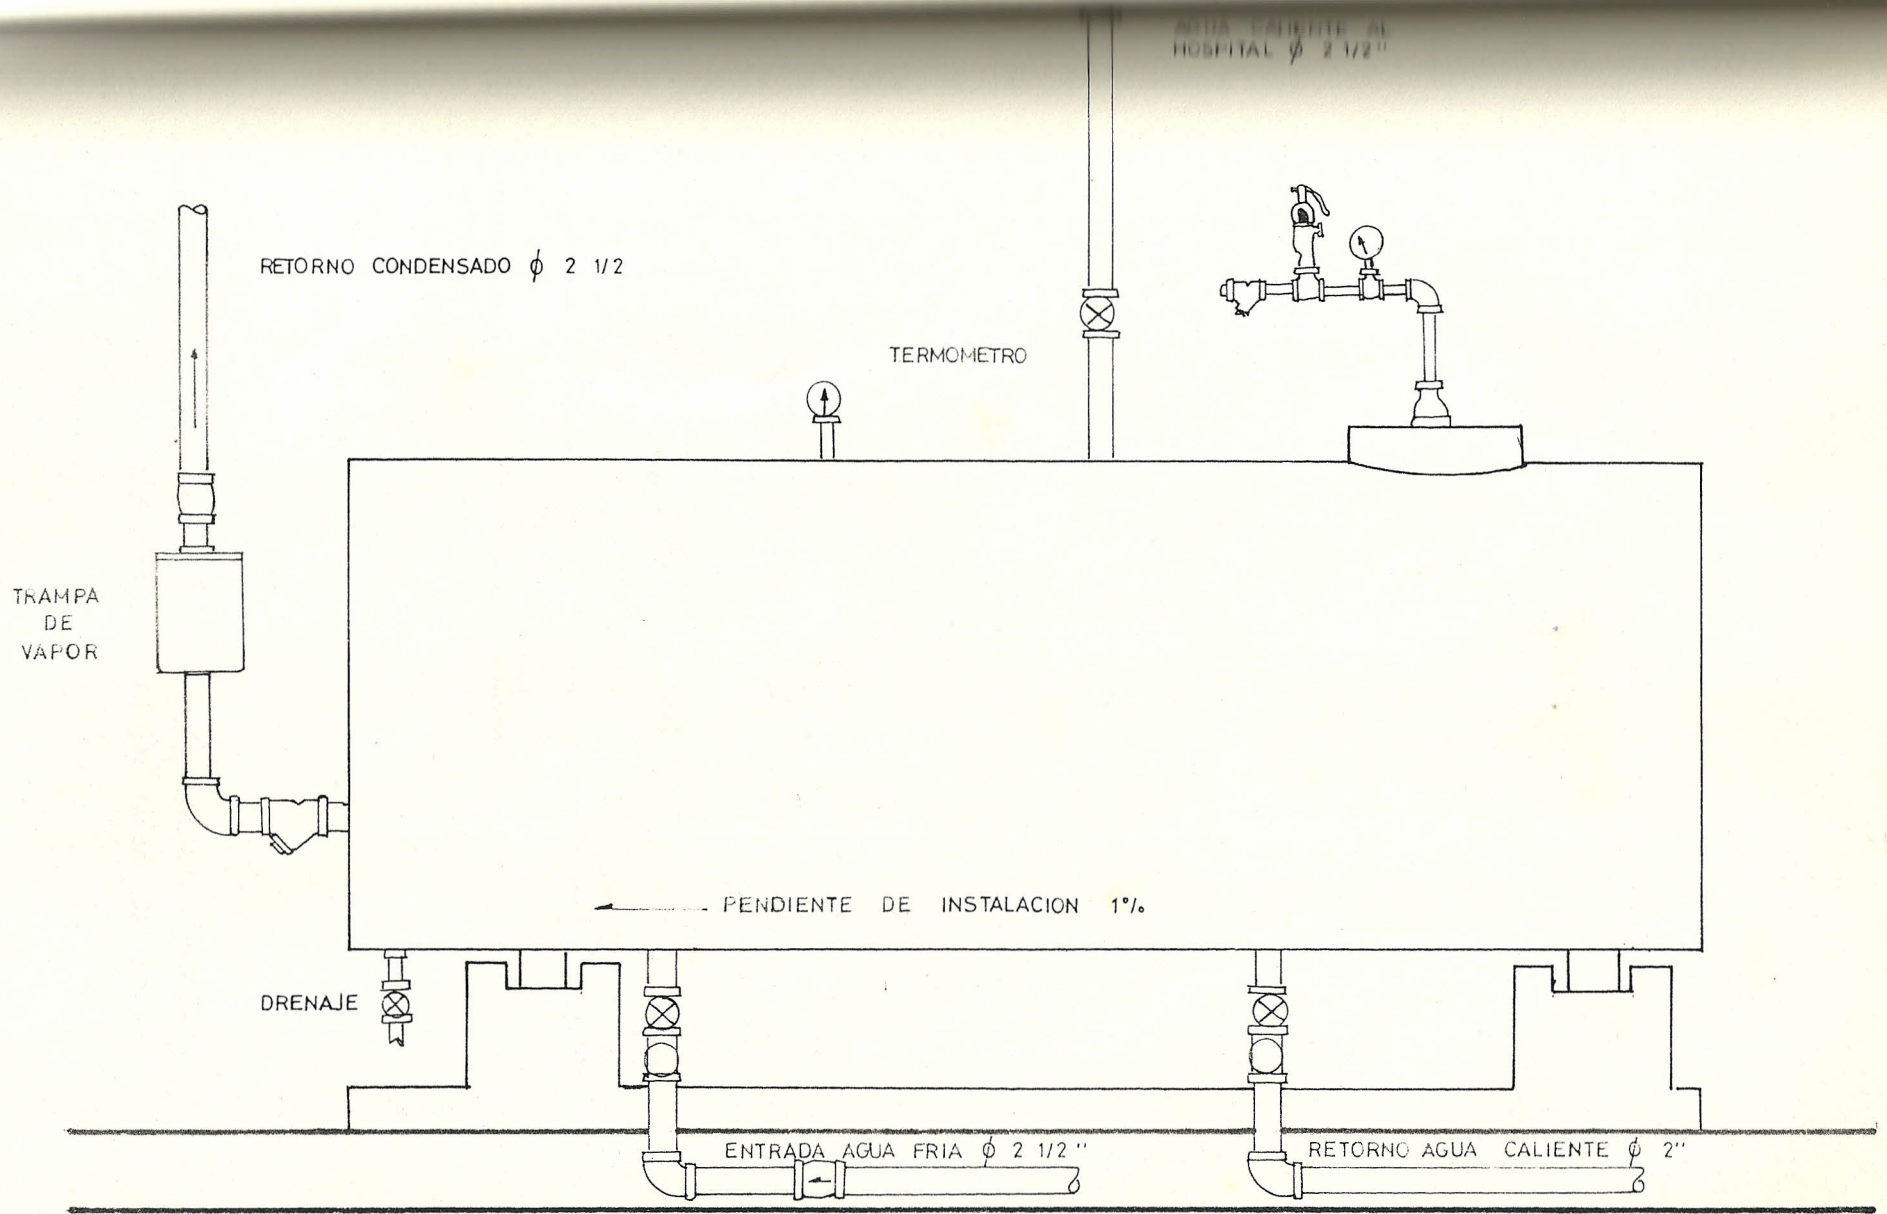 AGUA CALIENTE AL
HOSPITAL ϕ 2 1/2"
RETORNO CONDENSADO ϕ 2 1/2
TERMOMETRO
TRAMPA
DE
VAPOR
PENDIENTE DE INSTALACION 1%
DRENAJE
ENTRADA AGUA FRIA ϕ 2 1/2"
RETORNO AGUA CALIENTE ϕ 2"